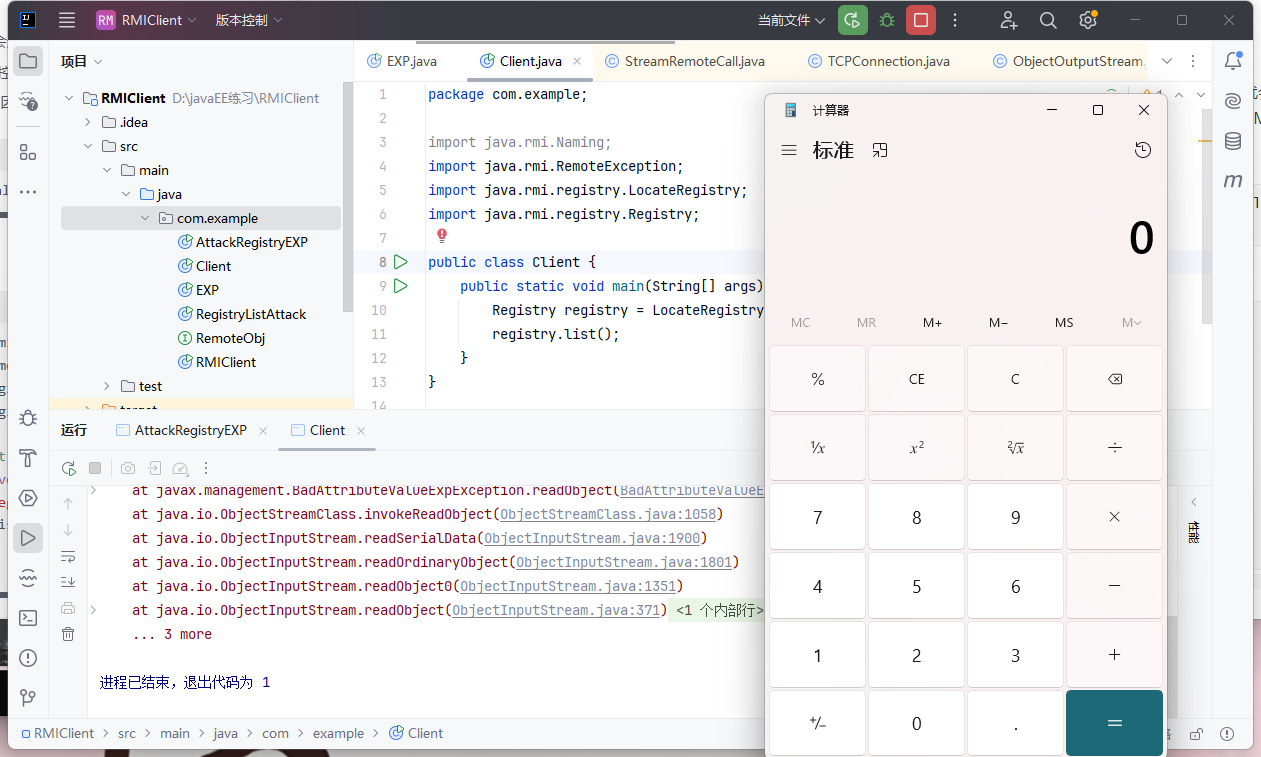 RM RMIClient 版本控制 当前文件
项目
RMIClient D:\javaEE练习\RMIClient
.idea
src
main
java
com.example
AttackRegistryEXP
Client
EXP
RegistryListAttack
RemoteObj
RMIClient
test
target
EXP.java Client.java StreamRemoteCall.java TCPConnection.java ObjectOutputStream.
1 package com.example;
2
3 import java.rmi.Naming;
4 import java.rmi.RemoteException;
5 import java.rmi.registry.LocateRegistry;
6 import java.rmi.registry.Registry;
7
8 public class Client {
9 public static void main(String[] args)
10 Registry registry = LocateRegistry
11 registry.list();
12 }
13 }
14
m
运行 AttackRegistryEXP Client
at javax.management.BadAttributeValueExpException.readObject(BadAttributeValueE
at java.io.ObjectStreamClass.invokeReadObject(ObjectStreamClass.java:1058)
at java.io.ObjectInputStream.readSerialData(ObjectInputStream.java:1900)
at java.io.ObjectInputStream.readOrdinaryObject(ObjectInputStream.java:1801)
at java.io.ObjectInputStream.readObject0(ObjectInputStream.java:1351)
at java.io.ObjectInputStream.readObject(ObjectInputStream.java:371) <1 个内部行>
... 3 more
进程已结束，退出代码为 1
性能
RMIClient > src > main > java > com > example > Client
计算器
标准
0
MC MR M+ M− MS M
% CE C
¹/x x² ²√x ÷
7 8 9 ×
4 5 6 −
1 2 3 +
+/− 0 . =